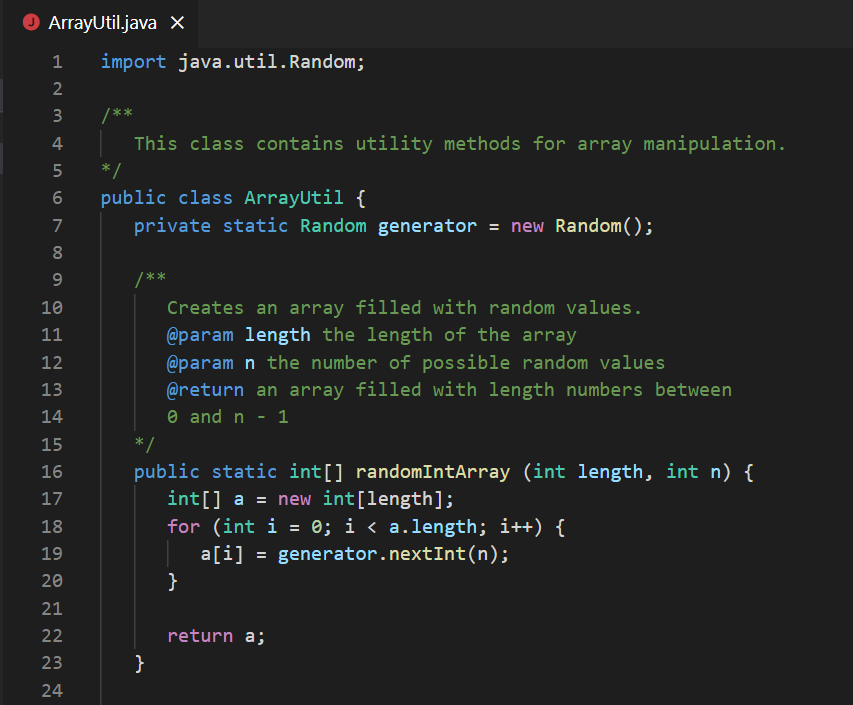 ArrayUtil.java
1 import java.util.Random;
2
3 /**
4    This class contains utility methods for array manipulation.
5 */
6 public class ArrayUtil {
7    private static Random generator = new Random();
8
9    /**
10       Creates an array filled with random values.
11       @param length the length of the array
12       @param n the number of possible random values
13       @return an array filled with length numbers between
14       0 and n - 1
15    */
16    public static int[] randomIntArray (int length, int n) {
17       int[] a = new int[length];
18       for (int i = 0; i < a.length; i++) {
19          a[i] = generator.nextInt(n);
20       }
21
22       return a;
23    }
24